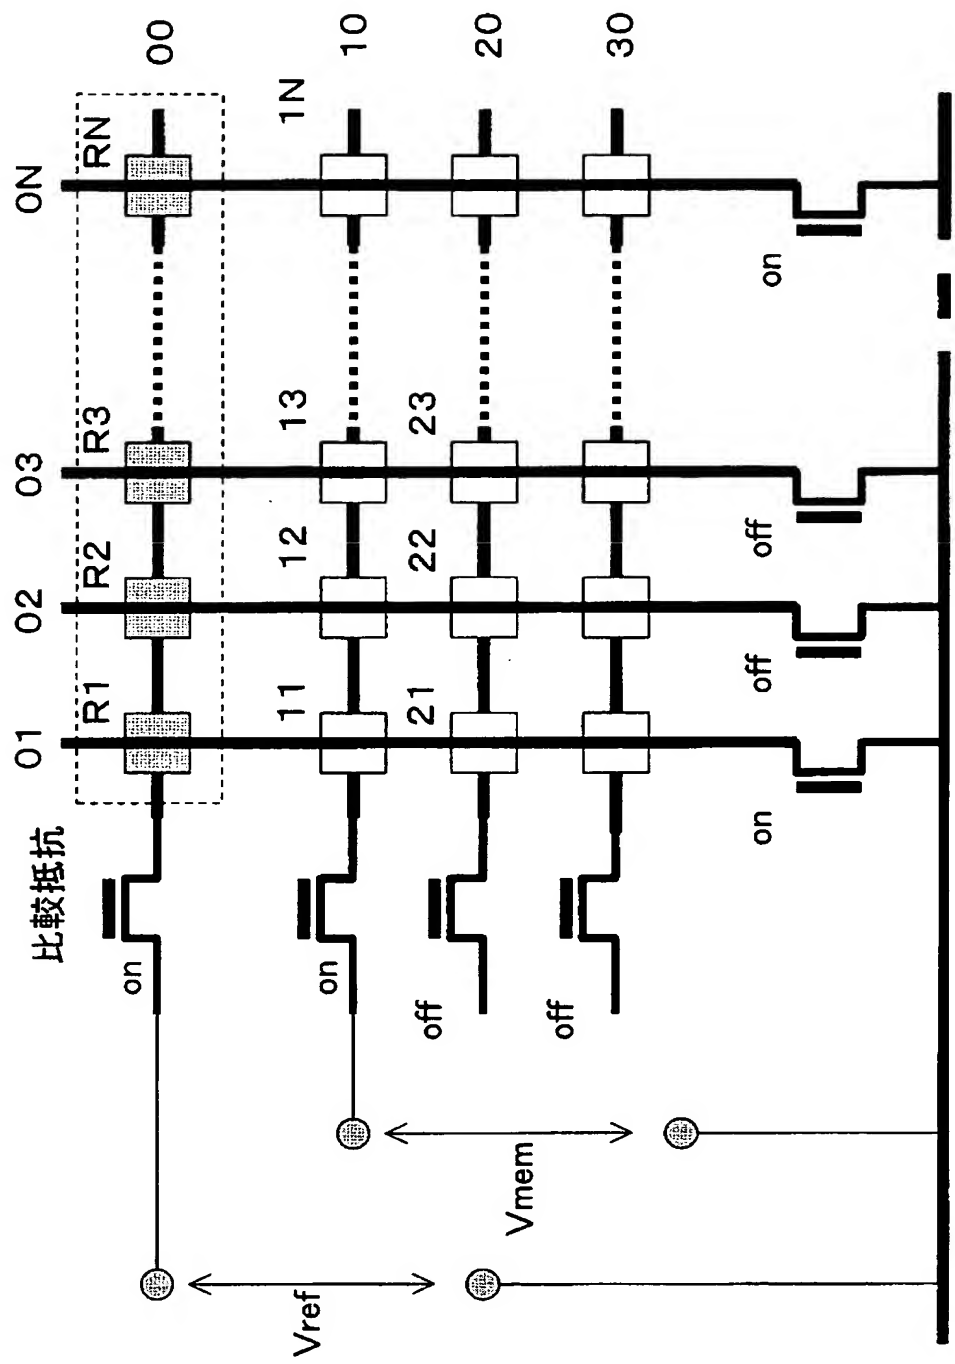 01 02 03 0N
比較抵抗
R1 R2 R3 RN
on
00
11 12 13 1N
Vref
on
10
21 22 23
off
20
Vmem
off
30
on off off on